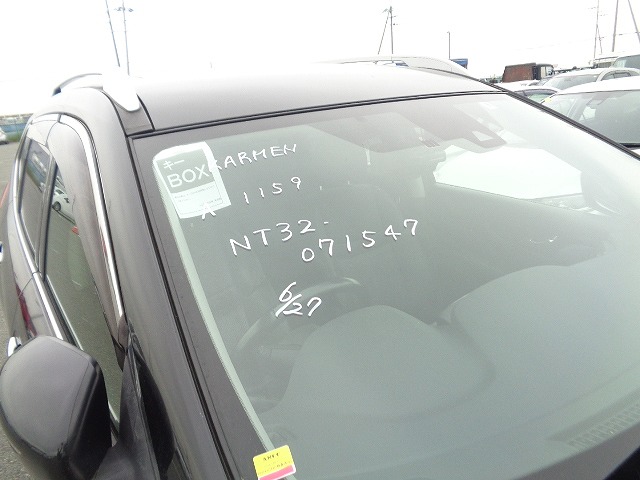 キー
BOX
KARMEN
A 1159
NT32-
071547
6/27